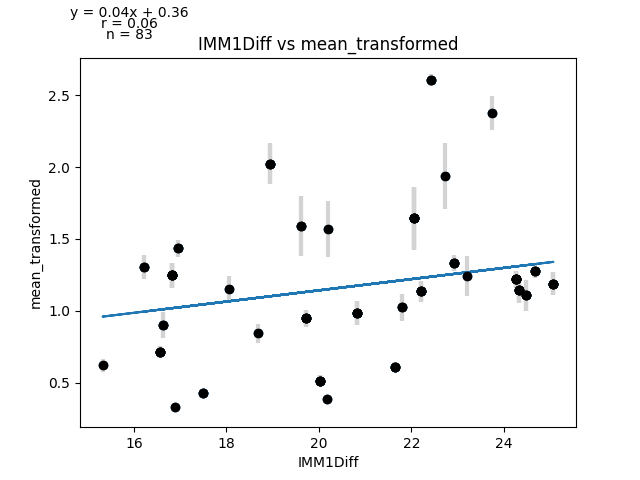 y = 0.04x + 0.36
r = 0.06
n = 83
IMM1Diff vs mean_transformed
2.5
2.0
1.5
1.0
0.5
mean_transformed
16 18 20 22 24
IMM1Diff